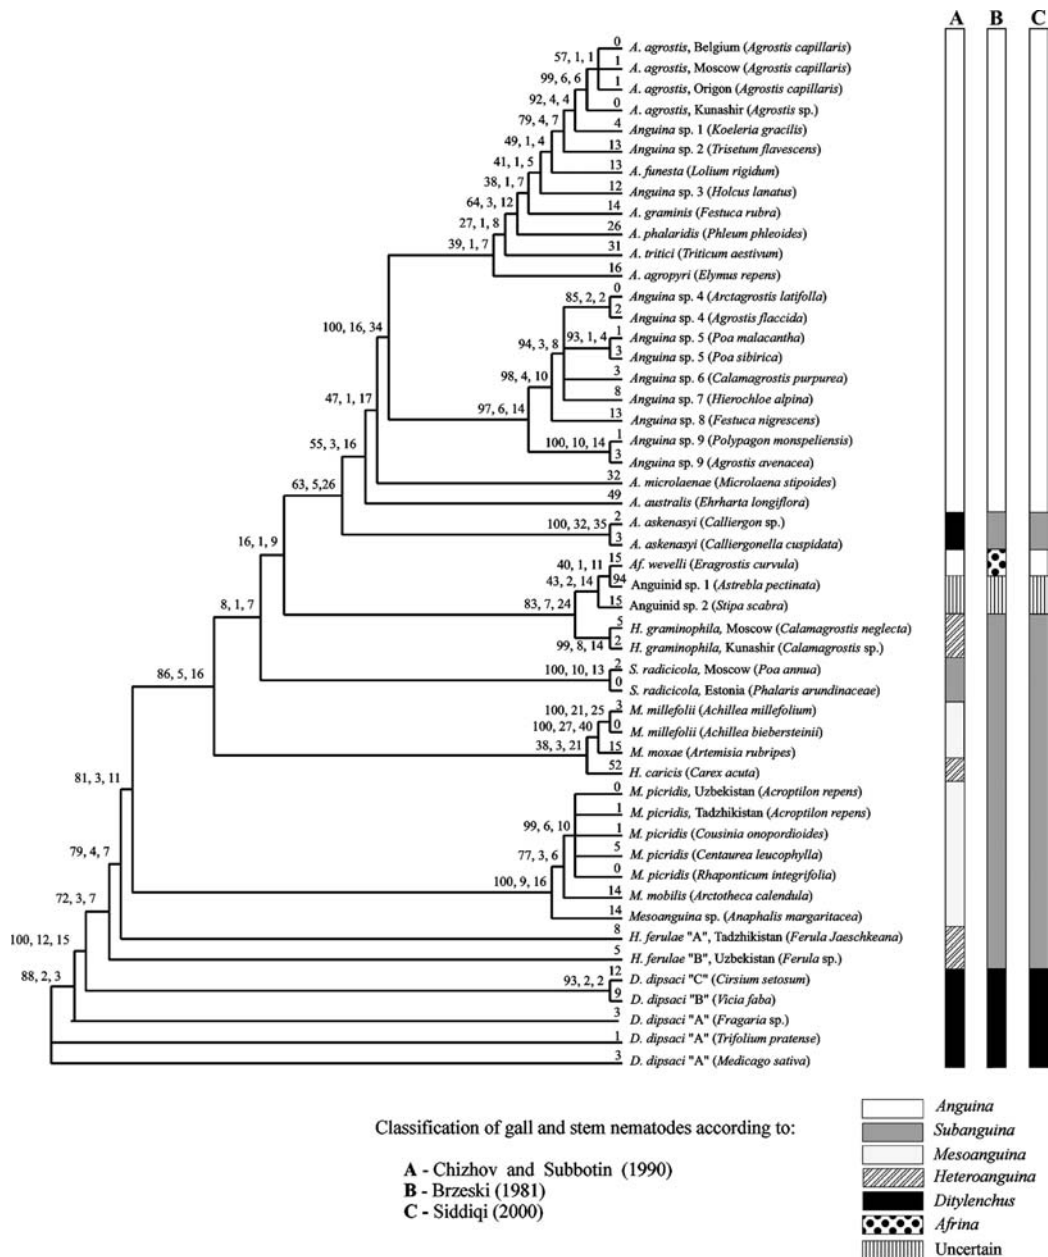 A B C
0
A. agrostis, Belgium (Agrostis capillaris)
57, 1, 1
1
A. agrostis, Moscow (Agrostis capillaris)
99, 6, 6
1
A. agrostis, Origon (Agrostis capillaris)
92, 4, 4
0
A. agrostis, Kunashir (Agrostis sp.)
79, 4, 7
4
Anguina sp. 1 (Koeleria gracilis)
49, 1, 4
13
Anguina sp. 2 (Trisetum flavescens)
41, 1, 5
13
A. funesta (Lolium rigidum)
38, 1, 7
12
Anguina sp. 3 (Holcus lanatus)
64, 3, 12
14
A. graminis (Festuca rubra)
27, 1, 8
26
A. phalaridis (Phleum phleoides)
39, 1, 7
31
A. tritici (Triticum aestivum)
16
A. agropyri (Elymus repens)
0
85, 2, 2
Anguina sp. 4 (Arctagrostis latifolla)
2
Anguina sp. 4 (Agrostis flaccida)
100, 16, 34
93, 1, 4
1
Anguina sp. 5 (Poa malacantha)
94, 3, 8
3
Anguina sp. 5 (Poa sibirica)
98, 4, 10
3
Anguina sp. 6 (Calamagrostis purpurea)
8
Anguina sp. 7 (Hierochloe alpina)
47, 1, 17
97, 6, 14
13
Anguina sp. 8 (Festuca nigrescens)
55, 3, 16
100, 10, 14
1
Anguina sp. 9 (Polypagon monspeliensis)
3
Anguina sp. 9 (Agrostis avenacea)
63, 5,26
32
A. microlaenae (Microlaena stipoides)
49
A. australis (Ehrharta longiflora)
100, 32, 35
2
A. askenasyi (Calliergon sp.)
16, 1, 9
3
A. askenasyi (Calliergonella cuspidata)
40, 1, 11
15
Af. wevelli (Eragrostis curvula)
43, 2, 14
94
Anguinid sp. 1 (Astrebla pectinata)
8, 1, 7
83, 7, 24
15
Anguinid sp. 2 (Stipa scabra)
5
H. graminophila, Moscow (Calamagrostis neglecta)
99, 8, 14
2
H. graminophila, Kunashir (Calamagrostis sp.)
86, 5, 16
100, 10, 13
2
S. radicicola, Moscow (Poa annua)
0
S. radicicola, Estonia (Phalaris arundinaceae)
100, 21, 25
3
M. millefolii (Achillea millefolium)
100, 27, 40
0
M. millefolii (Achillea biebersteinii)
38, 3, 21
15
M. moxae (Artemisia rubripes)
52
H. caricis (Carex acuta)
81, 3, 11
0
M. picridis, Uzbekistan (Acroptilon repens)
1
M. picridis, Tadzhikistan (Acroptilon repens)
99, 6, 10
1
M. picridis (Cousinia onopordioides)
79, 4, 7
77, 3, 6
5
M. picridis (Centaurea leucophylla)
100, 9, 16
0
M. picridis (Rhaponticum integrifolia)
72, 3, 7
14
M. mobilis (Arctotheca calendula)
14
Mesoanguina sp. (Anaphalis margaritacea)
100, 12, 15
8
H. ferulae "A", Tadzhikistan (Ferula Jaeschkeana)
5
H. ferulae "B", Uzbekistan (Ferula sp.)
88, 2, 3
93, 2, 2
12
D. dipsaci "C" (Cirsium setosum)
9
D. dipsaci "B" (Vicia faba)
3
D. dipsaci "A" (Fragaria sp.)
1
D. dipsaci "A" (Trifolium pratense)
3
D. dipsaci "A" (Medicago sativa)
Classification of gall and stem nematodes according to:
A - Chizhov and Subbotin (1990)
B - Brzeski (1981)
C - Siddiqi (2000)
Anguina
Subanguina
Mesoanguina
Heteroanguina
Ditylenchus
Afrina
Uncertain